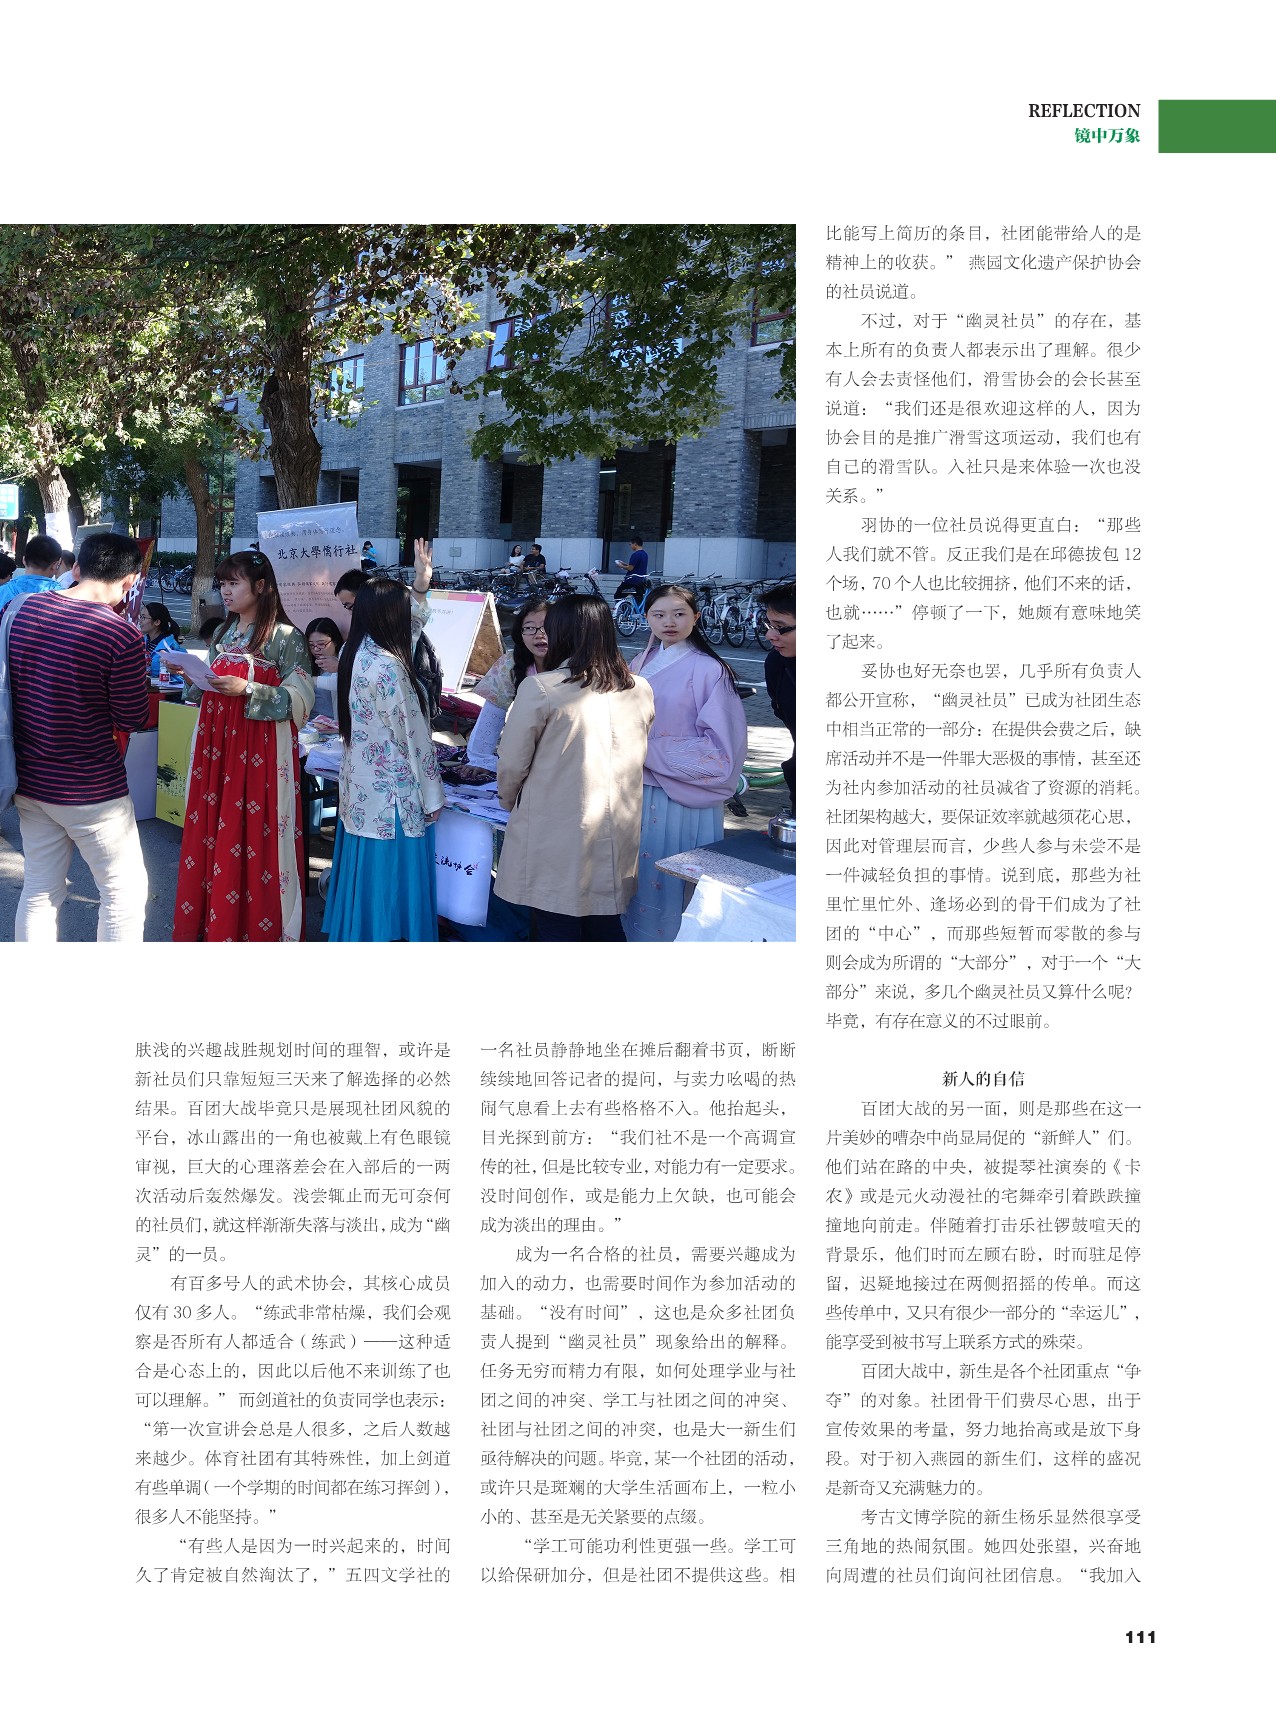 REFLECTION
镜中万象
北京大學儒行社
流协会
肤浅的兴趣战胜规划时间的理智，或许是
新社员们只靠短短三天来了解选择的必然
结果。百团大战毕竟只是展现社团风貌的
平台，冰山露出的一角也被戴上有色眼镜
审视，巨大的心理落差会在入部后的一两
次活动后轰然爆发。浅尝辄止而无可奈何
的社员们，就这样渐渐失落与淡出，成为“幽
灵”的一员。
有百多号人的武术协会，其核心成员
仅有 30 多人。“练武非常枯燥，我们会观
察是否所有人都适合（练武）——这种适
合是心态上的，因此以后他不来训练了也
可以理解。” 而剑道社的负责同学也表示：
“第一次宣讲会总是人很多，之后人数越
来越少。体育社团有其特殊性，加上剑道
有些单调（一个学期的时间都在练习挥剑），
很多人不能坚持。”
“有些人是因为一时兴起来的，时间
久了肯定被自然淘汰了，”五四文学社的
一名社员静静地坐在摊后翻着书页，断断
续续地回答记者的提问，与卖力吆喝的热
闹气息看上去有些格格不入。他抬起头，
目光探到前方：“我们社不是一个高调宣
传的社，但是比较专业，对能力有一定要求。
没时间创作，或是能力上欠缺，也可能会
成为淡出的理由。”
成为一名合格的社员，需要兴趣成为
加入的动力，也需要时间作为参加活动的
基础。“没有时间”，这也是众多社团负
责人提到“幽灵社员”现象给出的解释。
任务无穷而精力有限，如何处理学业与社
团之间的冲突、学工与社团之间的冲突、
社团与社团之间的冲突，也是大一新生们
亟待解决的问题。毕竟，某一个社团的活动，
或许只是斑斓的大学生活画布上，一粒小
小的、甚至是无关紧要的点缀。
“学工可能功利性更强一些。学工可
以给保研加分，但是社团不提供这些。相
比能写上简历的条目，社团能带给人的是
精神上的收获。” 燕园文化遗产保护协会
的社员说道。
不过，对于“幽灵社员”的存在，基
本上所有的负责人都表示出了理解。很少
有人会去责怪他们，滑雪协会的会长甚至
说道：“我们还是很欢迎这样的人，因为
协会目的是推广滑雪这项运动，我们也有
自己的滑雪队。入社只是来体验一次也没
关系。”
羽协的一位社员说得更直白：“那些
人我们就不管。反正我们是在邱德拔包 12
个场，70 个人也比较拥挤，他们不来的话，
也就……”停顿了一下，她颇有意味地笑
了起来。
妥协也好无奈也罢，几乎所有负责人
都公开宣称，“幽灵社员”已成为社团生态
中相当正常的一部分：在提供会费之后，缺
席活动并不是一件罪大恶极的事情，甚至还
为社内参加活动的社员减省了资源的消耗。
社团架构越大，要保证效率就越须花心思，
因此对管理层而言，少些人参与未尝不是
一件减轻负担的事情。说到底，那些为社
里忙里忙外、逢场必到的骨干们成为了社
团的“中心”，而那些短暂而零散的参与
则会成为所谓的“大部分”，对于一个“大
部分”来说，多几个幽灵社员又算什么呢？
毕竟，有存在意义的不过眼前。
新人的自信
百团大战的另一面，则是那些在这一
片美妙的嘈杂中尚显局促的“新鲜人”们。
他们站在路的中央，被提琴社演奏的《卡
农》或是元火动漫社的宅舞牵引着跌跌撞
撞地向前走。伴随着打击乐社锣鼓喧天的
背景乐，他们时而左顾右盼，时而驻足停
留，迟疑地接过在两侧招摇的传单。而这
些传单中，又只有很少一部分的“幸运儿”，
能享受到被书写上联系方式的殊荣。
百团大战中，新生是各个社团重点“争
夺”的对象。社团骨干们费尽心思，出于
宣传效果的考量，努力地抬高或是放下身
段。对于初入燕园的新生们，这样的盛况
是新奇又充满魅力的。
考古文博学院的新生杨乐显然很享受
三角地的热闹氛围。她四处张望，兴奋地
向周遭的社员们询问社团信息。“我加入
111